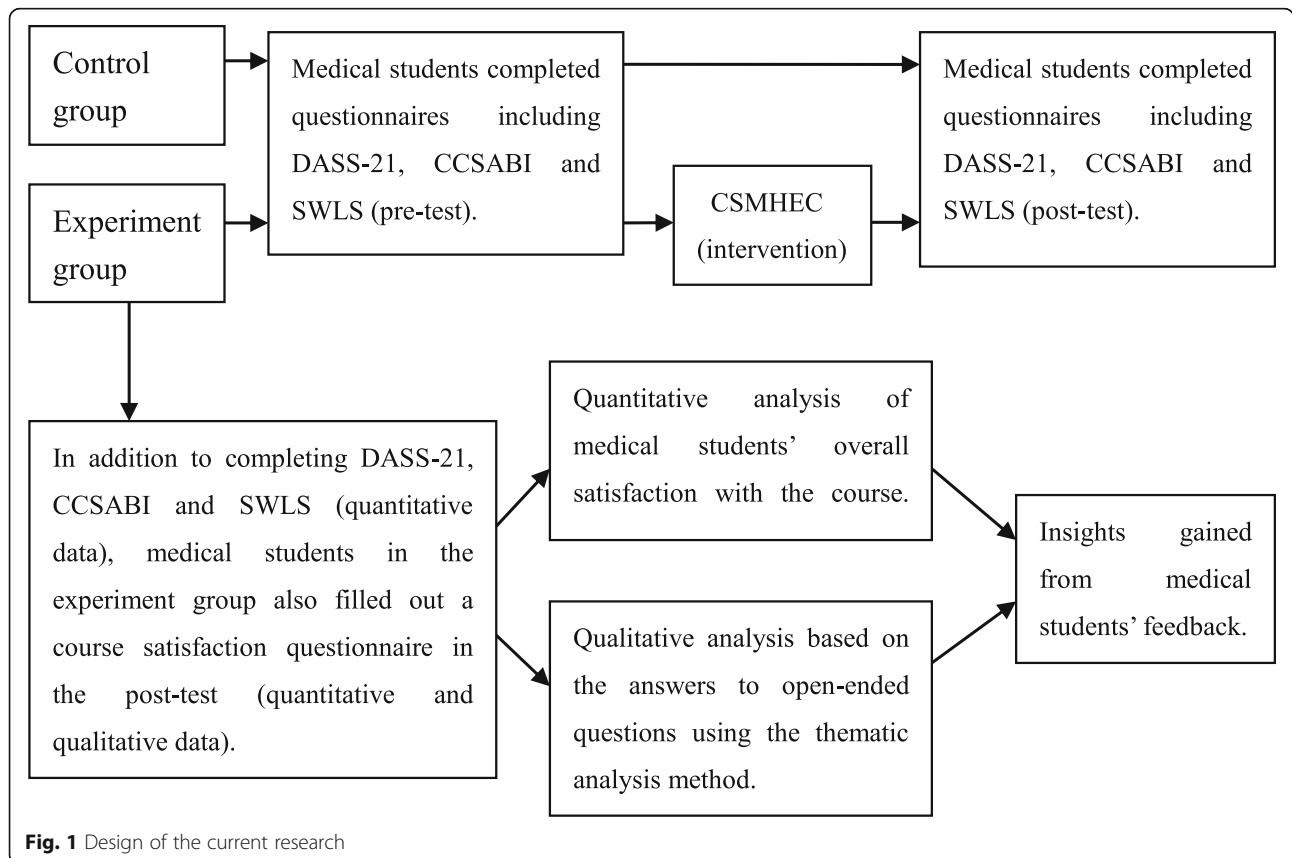 Control
group
Medical students completed
questionnaires including
DASS-21, CCSABI and
SWLS (pre-test).
Medical students completed
questionnaires including
DASS-21, CCSABI and
SWLS (post-test).
Experiment
group
CSMHEC
(intervention)
In addition to completing DASS-21,
CCSABI and SWLS (quantitative
data), medical students in the
experiment group also filled out a
course satisfaction questionnaire in
the post-test (quantitative and
qualitative data).
Quantitative analysis of
medical students’ overall
satisfaction with the course.
Qualitative analysis based on
the answers to open-ended
questions using the thematic
analysis method.
Insights gained
from medical
students’ feedback.
Fig. 1 Design of the current research